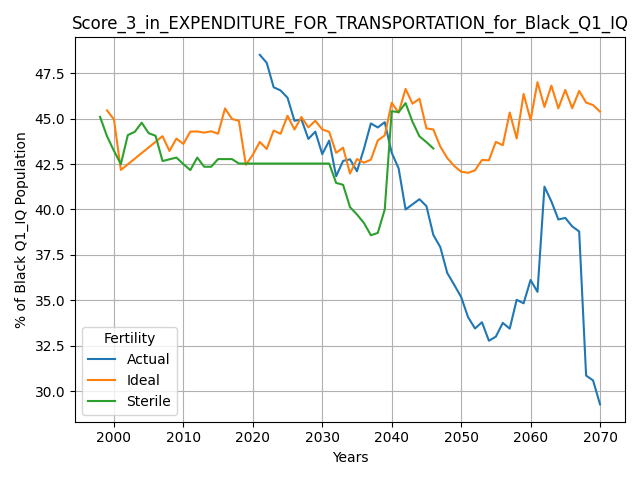 Score_3_in_EXPENDITURE_FOR_TRANSPORTATION_for_Black_Q1_IQ
% of Black Q1_IQ Population
47.5
45.0
42.5
40.0
37.5
35.0
32.5
30.0
Fertility
Actual
Ideal
Sterile
2000 2010 2020 2030 2040 2050 2060 2070
Years